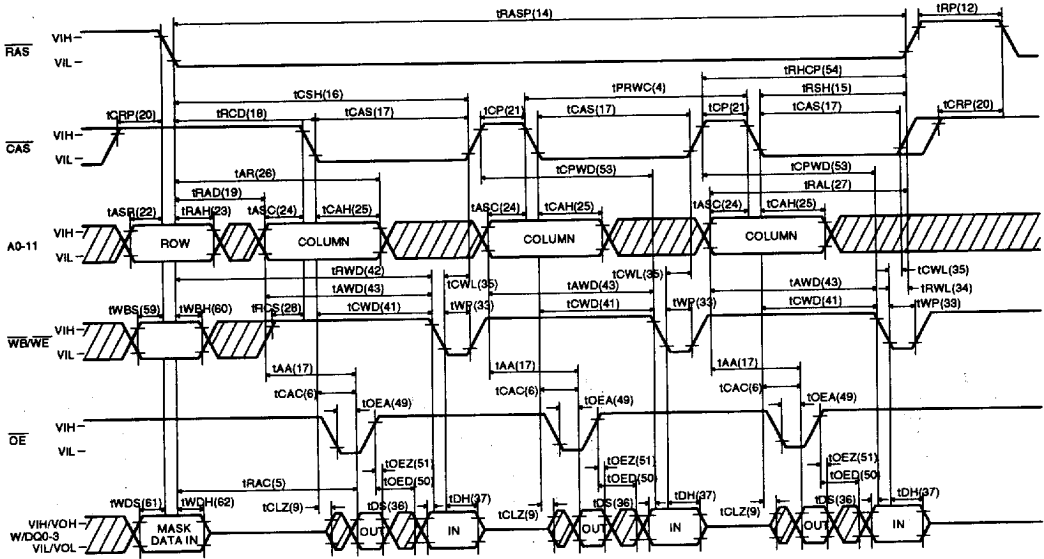 tRASP(14) tRP(12)
RAS VIH– VIL–
tRHCP(54)
tCSH(16) tPRWC(4) tRSH(15)
tCRP(20) tRCD(18) tCAS(17) tCP(21) tCAS(17) tCP(21) tCAS(17) tCRP(20)
CAS VIH– VIL–
tCPWD(53) tCPWD(53)
tAR(26) tRAL(27)
tRAD(19)
tASR(22) tRAH(23) tASC(24) tCAH(25) tASC(24) tCAH(25) tASC(24) tCAH(25)
A0-11 VIH– VIL–
ROW COLUMN COLUMN COLUMN
tRWD(42) tCWL(35) tCWL(35) tCWL(35)
tAWD(43) tAWD(43) tAWD(43) tRWL(34)
tWBS(59) tWBH(60) tRCS(28) tCWD(41) tWP(33) tCWD(41) tWP(33) tCWD(41) tWP(33)
WB/WE VIH– VIL–
tAA(17) tAA(17) tAA(17)
tCAC(6) tOEA(49) tCAC(6) tOEA(49) tCAC(6) tOEA(49)
OE VIH– VIL–
tOEZ(51) tOEZ(51) tOEZ(51)
tRAC(5) tOED(50) tOED(50) tOED(50)
tWDS(61) tWDH(62) tCLZ(9) tDS(36) tDH(37) tCLZ(9) tDS(36) tDH(37) tCLZ(9) tDS(36) tDH(37)
VIH/VOH– W/DQ0-3 VIL/VOL–
MASK DATA IN OUT IN OUT IN OUT IN